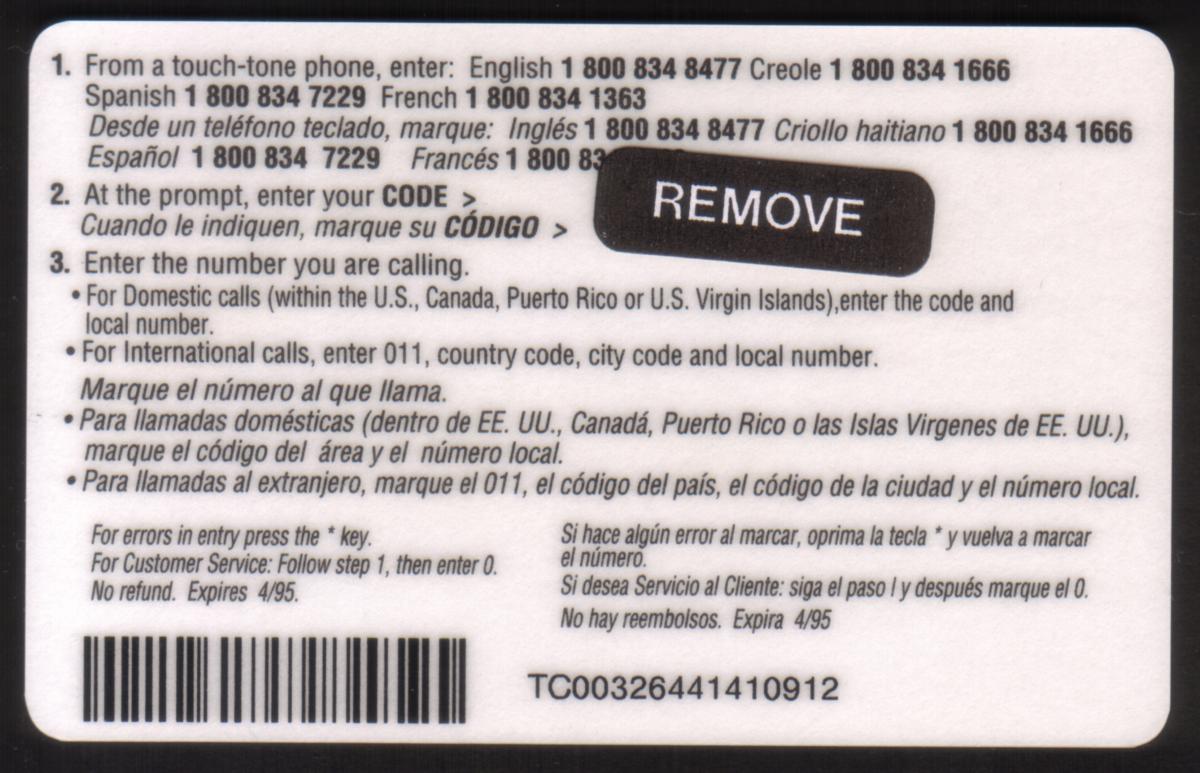 1. From a touch-tone phone, enter: English 1 800 834 8477 Creole 1 800 834 1666
Spanish 1 800 834 7229 French 1 800 834 1363
Desde un teléfono teclado, marque: Inglés 1 800 834 8477 Criollo haitiano 1 800 834 1666
Español 1 800 834 7229 Francés 1 800 83
REMOVE
2. At the prompt, enter your CODE >
Cuando le indiquen, marque su CÓDIGO >
3. Enter the number you are calling.
• For Domestic calls (within the U.S., Canada, Puerto Rico or U.S. Virgin Islands),enter the code and
local number.
• For International calls, enter 011, country code, city code and local number.
Marque el número al que llama.
• Para llamadas domésticas (dentro de EE. UU., Canadá, Puerto Rico o las Islas Virgenes de EE. UU.),
marque el código del área y el número local.
• Para llamadas al extranjero, marque el 011, el código del país, el código de la ciudad y el número local.
For errors in entry press the * key.
For Customer Service: Follow step 1, then enter 0.
No refund. Expires 4/95.
Si hace algún error al marcar, oprima la tecla * y vuelva a marcar
el número.
Si desea Servicio al Cliente: siga el paso I y después marque el 0.
No hay reembolsos. Expira 4/95
TC00326441410912